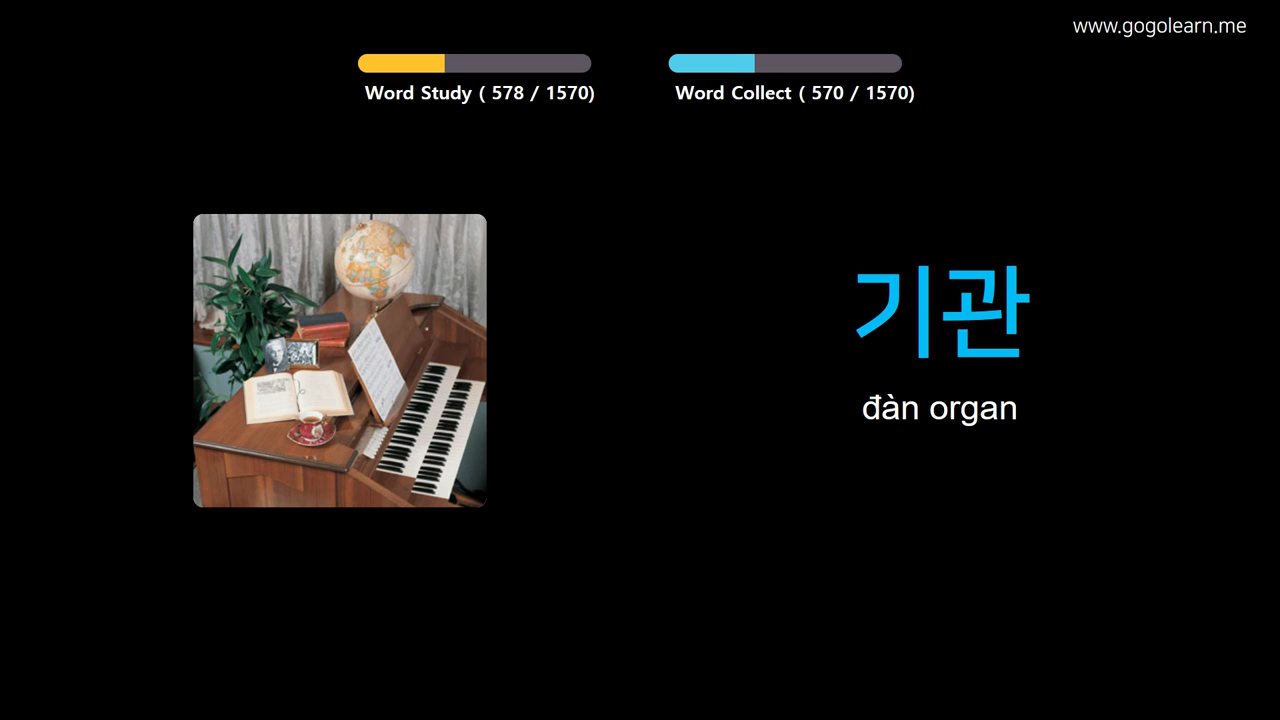 www.gogolearn.me
Word Study ( 578 / 1570)
Word Collect ( 570 / 1570)
기관
đàn organ